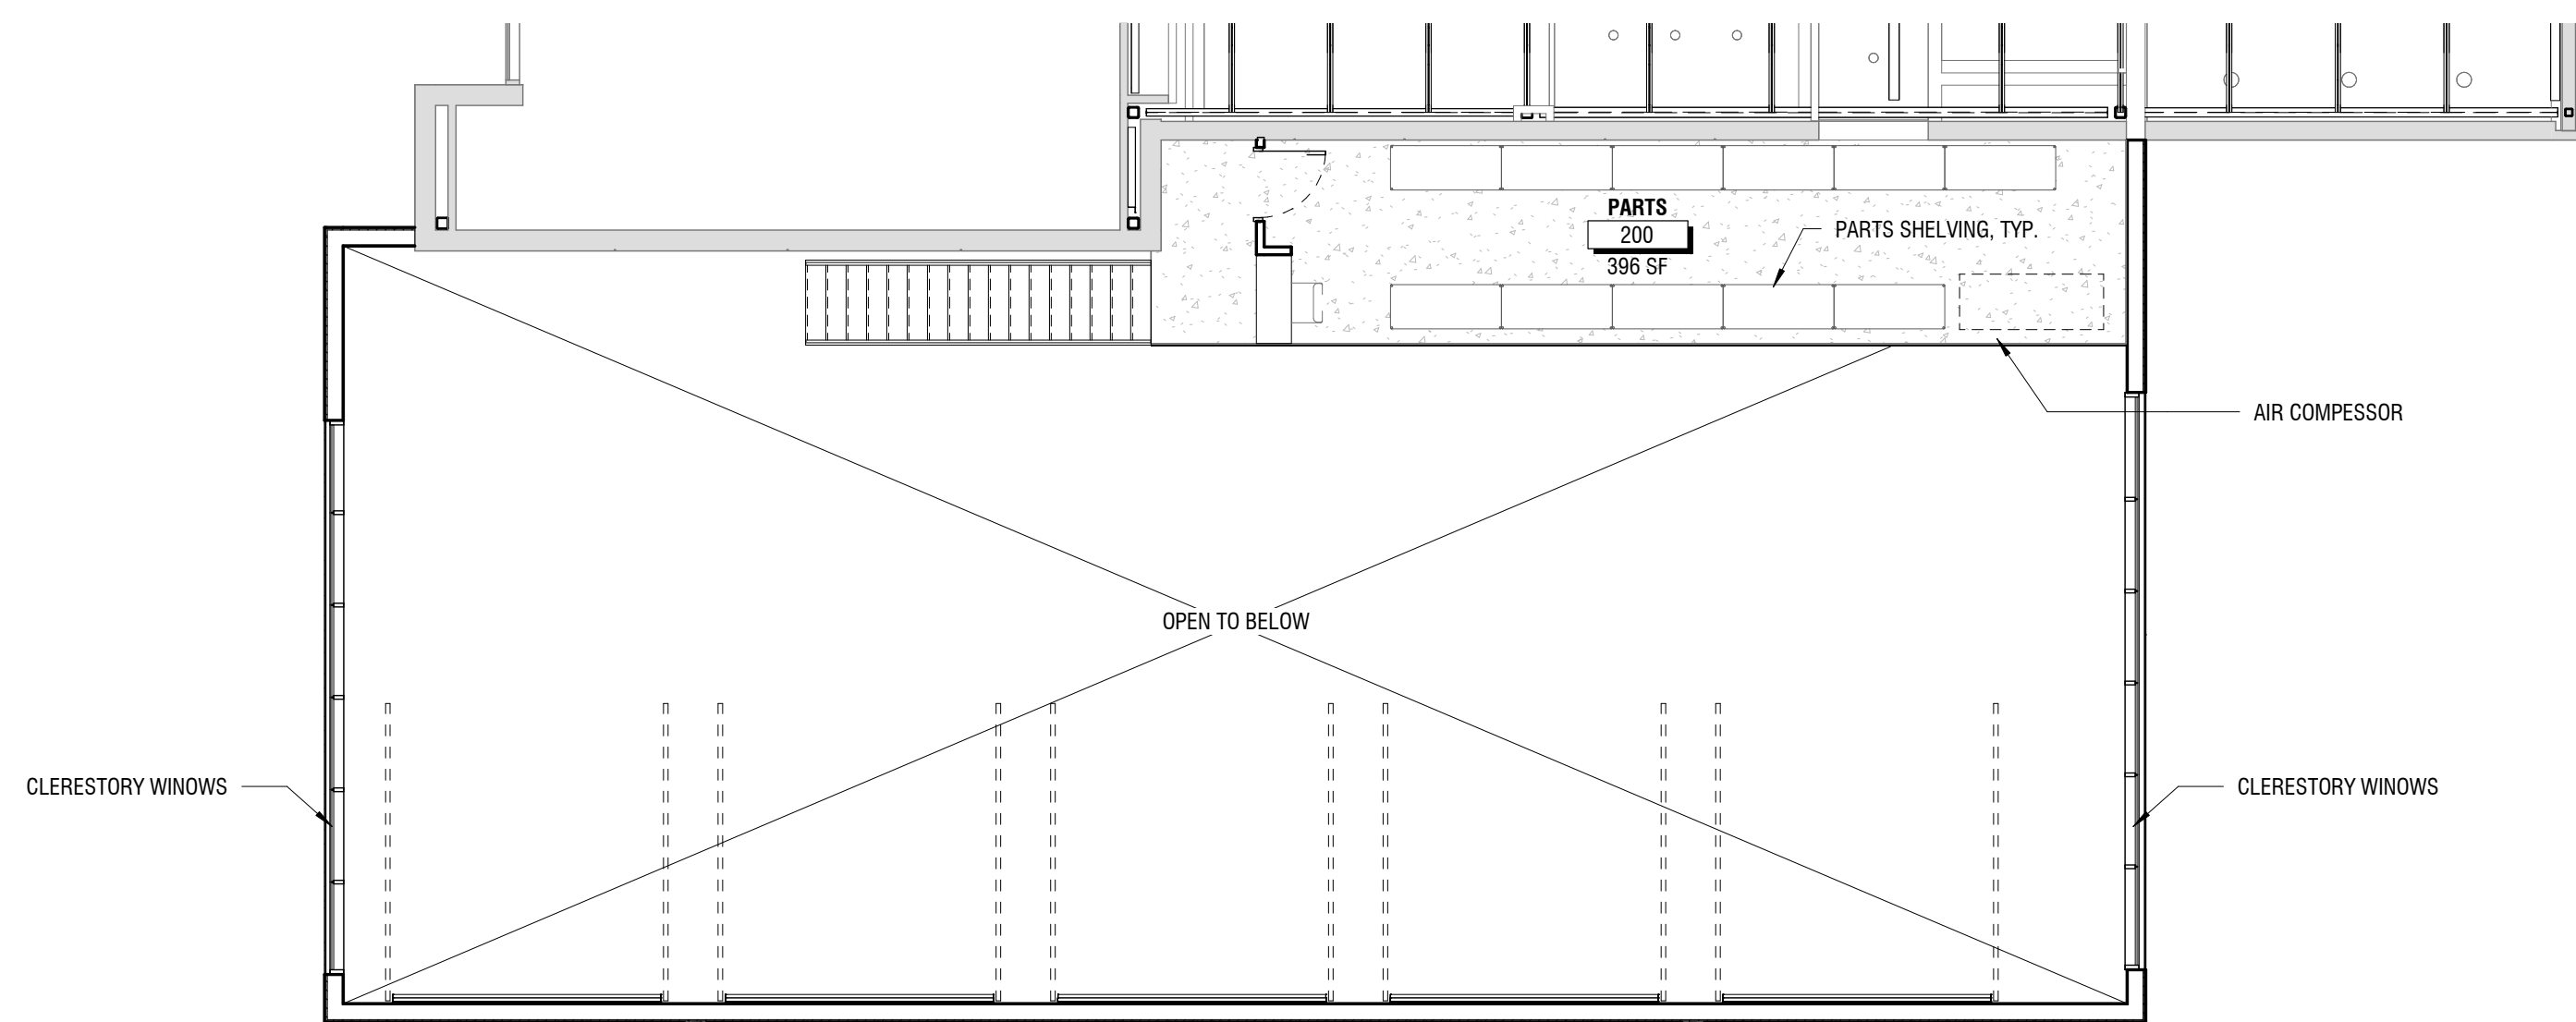 PARTS
200
396 SF
PARTS SHELVING, TYP.
AIR COMPESSOR
OPEN TO BELOW
CLERESTORY WINOWS
CLERESTORY WINOWS